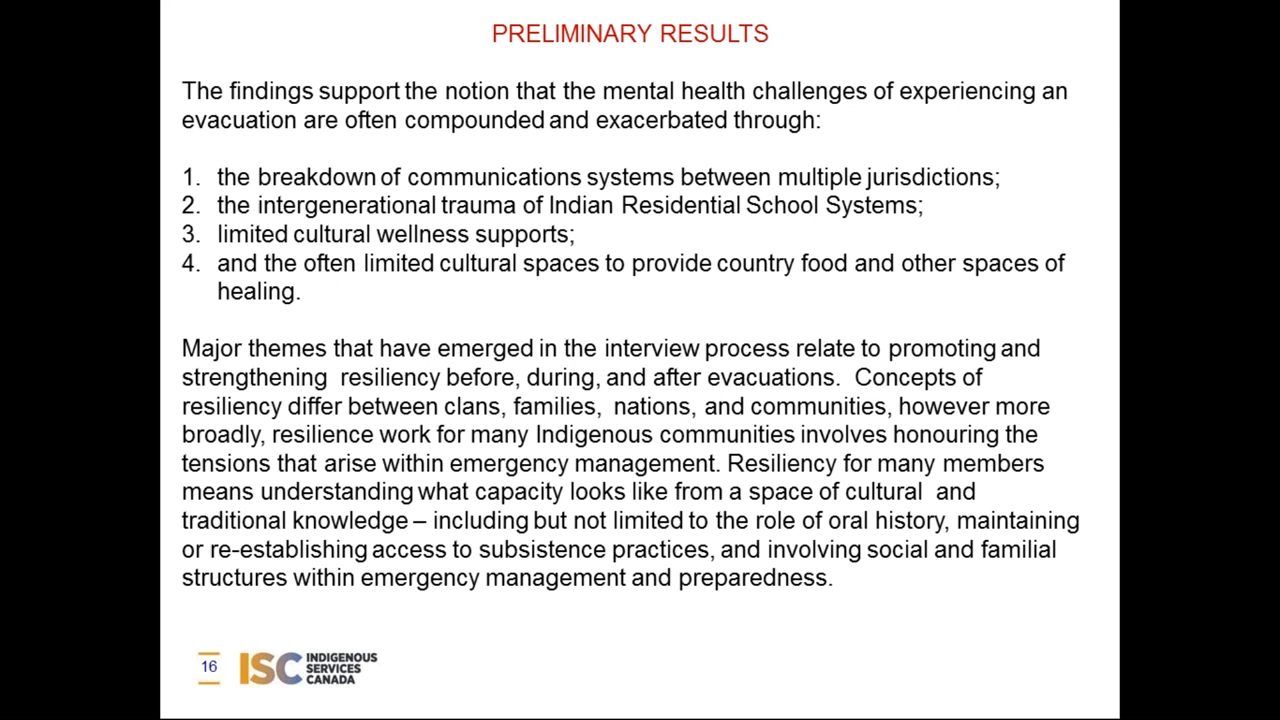 PRELIMINARY RESULTS
The findings support the notion that the mental health challenges of experiencing an
evacuation are often compounded and exacerbated through:
1. the breakdown of communications systems between multiple jurisdictions;
2. the intergenerational trauma of Indian Residential School Systems;
3. limited cultural wellness supports;
4. and the often limited cultural spaces to provide country food and other spaces of
healing.
Major themes that have emerged in the interview process relate to promoting and
strengthening resiliency before, during, and after evacuations. Concepts of
resiliency differ between clans, families, nations, and communities, however more
broadly, resilience work for many Indigenous communities involves honouring the
tensions that arise within emergency management. Resiliency for many members
means understanding what capacity looks like from a space of cultural and
traditional knowledge – including but not limited to the role of oral history, maintaining
or re-establishing access to subsistence practices, and involving social and familial
structures within emergency management and preparedness.
16
ISC
INDIGENOUS
SERVICES
CANADA